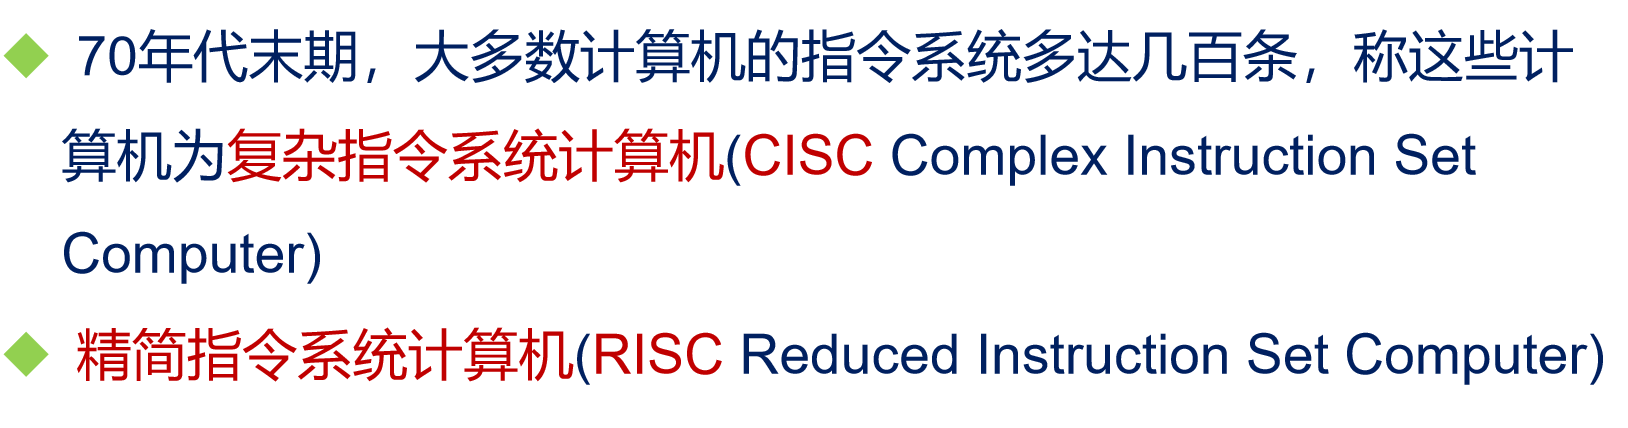 70年代末期，大多数计算机的指令系统多达几百条，称这些计
算机为复杂指令系统计算机(CISC Complex Instruction Set
Computer)
精简指令系统计算机(RISC Reduced Instruction Set Computer)